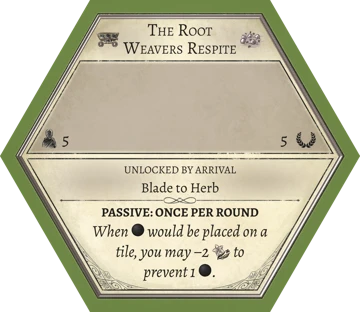 The Root
Weavers Respite
5 5
UNLOCKED BY ARRIVAL
Blade to Herb
PASSIVE: ONCE PER ROUND
When would be placed on a
tile, you may –2 to
prevent 1 .